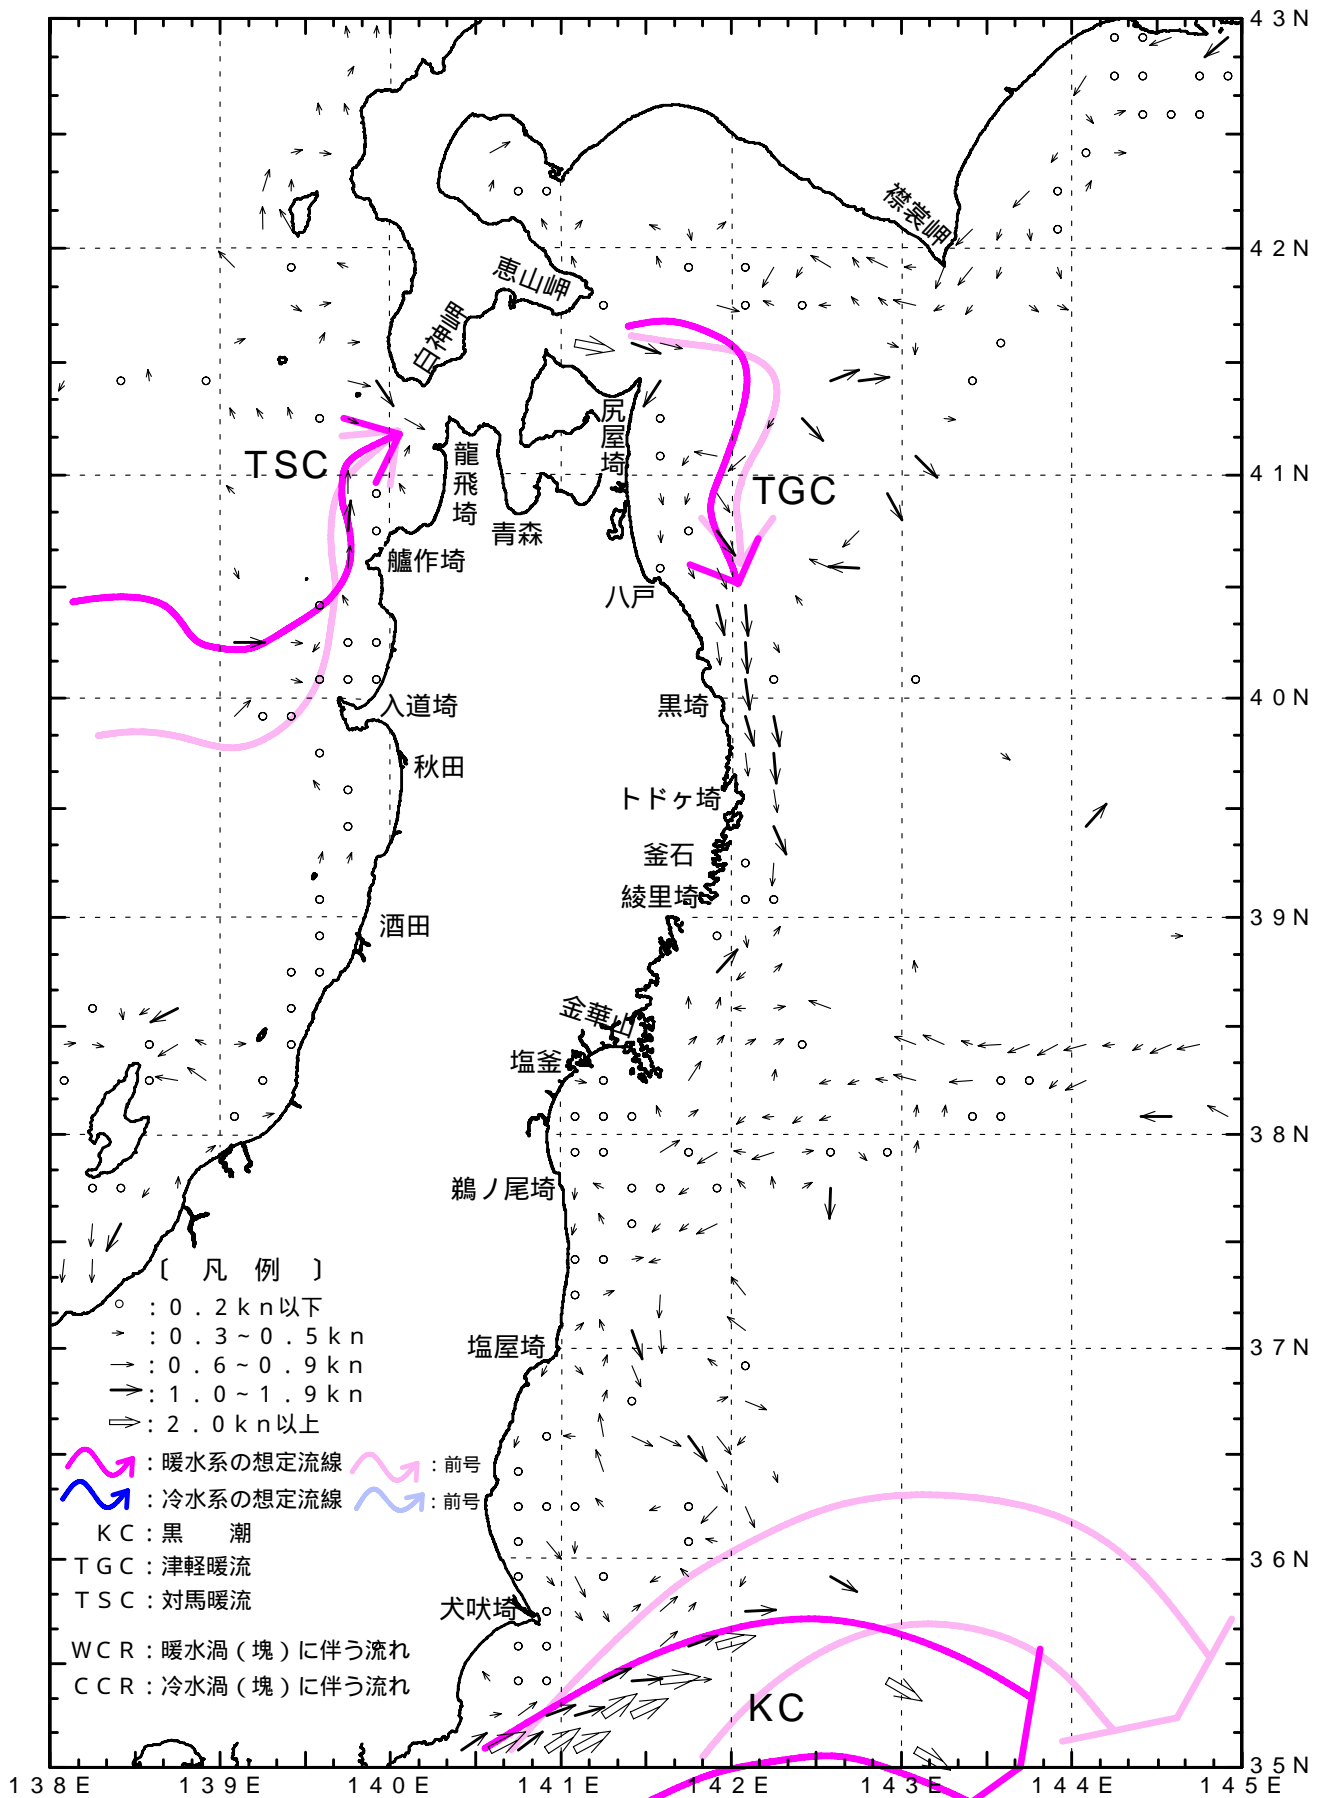 43N
襟裳岬
42N
恵山岬
白神岬
尻屋埼
TSC
龍飛埼
41N
TGC
青森
艫作埼
八戸
入道埼
黒埼
40N
秋田
トドヶ埼
釜石
綾里埼
酒田
39N
金華山
塩釜
38N
鵜ノ尾埼
〔 凡 例 〕
：０．２ｋｎ以下
：０．３~０．５ｋｎ
塩屋埼
37N
：０．６~０．９ｋｎ
：１．０~１．９ｋｎ
：２．０ｋｎ以上
：暖水系の想定流線 ：前号
：冷水系の想定流線 ：前号
ＫＣ：黒 潮
36N
ＴＧＣ：津軽暖流
ＴＳＣ：対馬暖流
犬吠埼
ＷＣＲ：暖水渦（塊）に伴う流れ
ＣＣＲ：冷水渦（塊）に伴う流れ
KC
35N
138E 139E 140E 141E 142E 143E 144E 145E